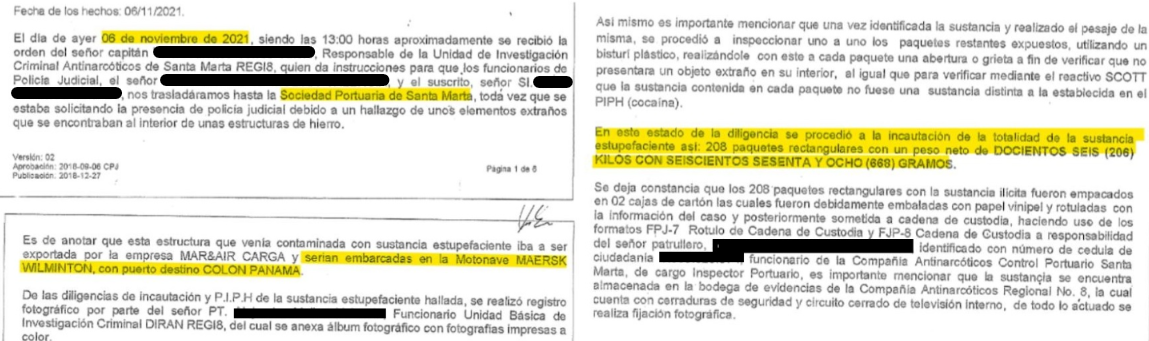 Fecha de los hechos: 06/11/2021.
El día de ayer 06 de noviembre de 2021, siendo las 13:00 horas aproximadamente se recibió la
orden del señor capitán , Responsable de la Unidad de Investigación
Criminal Antinarcóticos de Santa Marta REGI8, quien da instrucciones para que los funcionarios de
Policía Judicial, el señor y el suscrito, señor SI.
, nos trasladáramos hasta la Sociedad Portuaria de Santa Marta, toda vez que se
estaba solicitando la presencia de policía judicial debido a un hallazgo de unos elementos extraños
que se encontraban al interior de unas estructuras de hierro.
Versión: 02
Aprobación: 2018-09-06 CPJ
Publicación: 2018-12-27
Página 1 de 8
Es de anotar que esta estructura que venía contaminada con sustancia estupefaciente iba a ser
exportada por la empresa MAR&AIR CARGA y serian embarcadas en la Motonave MAERSK
WILMINTON, con puerto destino COLON PANAMA.
De las diligencias de incautación y P.I.P.H de la sustancia estupefaciente hallada, se realizó registro
fotográfico por parte del señor PT. Funcionario Unidad Básica de
Investigación Criminal DIRAN REGI8, del cual se anexa álbum fotográfico con fotografías impresas a
color.
Así mismo es importante mencionar que una vez identificada la sustancia y realizado el pesaje de la
misma, se procedió a inspeccionar uno a uno los paquetes restantes expuestos, utilizando un
bisturí plástico, realizándole con este a cada paquete una abertura o grieta a fin de verificar que no
presentara un objeto extraño en su interior, al igual que para verificar mediante el reactivo SCOTT
que la sustancia contenida en cada paquete no fuese una sustancia distinta a la establecida en el
PIPH (cocaína).
En este estado de la diligencia se procedió a la incautación de la totalidad de la sustancia
estupefaciente así: 208 paquetes rectangulares con un peso neto de DOCIENTOS SEIS (206)
KILOS CON SEISCIENTOS SESENTA Y OCHO (668) GRAMOS.
Se deja constancia que los 208 paquetes rectangulares con la sustancia ilícita fueron empacados
en 02 cajas de cartón las cuales fueron debidamente embaladas con papel vinipel y rotuladas con
la información del caso y posteriormente sometida a cadena de custodia, haciendo uso de los
formatos FPJ-7 Rotulo de Cadena de Custodia y FJP-8 Cadena de Custodia a responsabilidad
del señor patrullero, identificado con número de cedula de
ciudadanía , funcionario de la Compañía Antinarcóticos Control Portuario Santa
Marta, de cargo Inspector Portuario, es importante mencionar que la sustancia se encuentra
almacenada en la bodega de evidencias de la Compañía Antinarcóticos Regional No. 8, la cual
cuenta con cerraduras de seguridad y circuito cerrado de televisión interno, de todo lo actuado se
realiza fijación fotográfica.